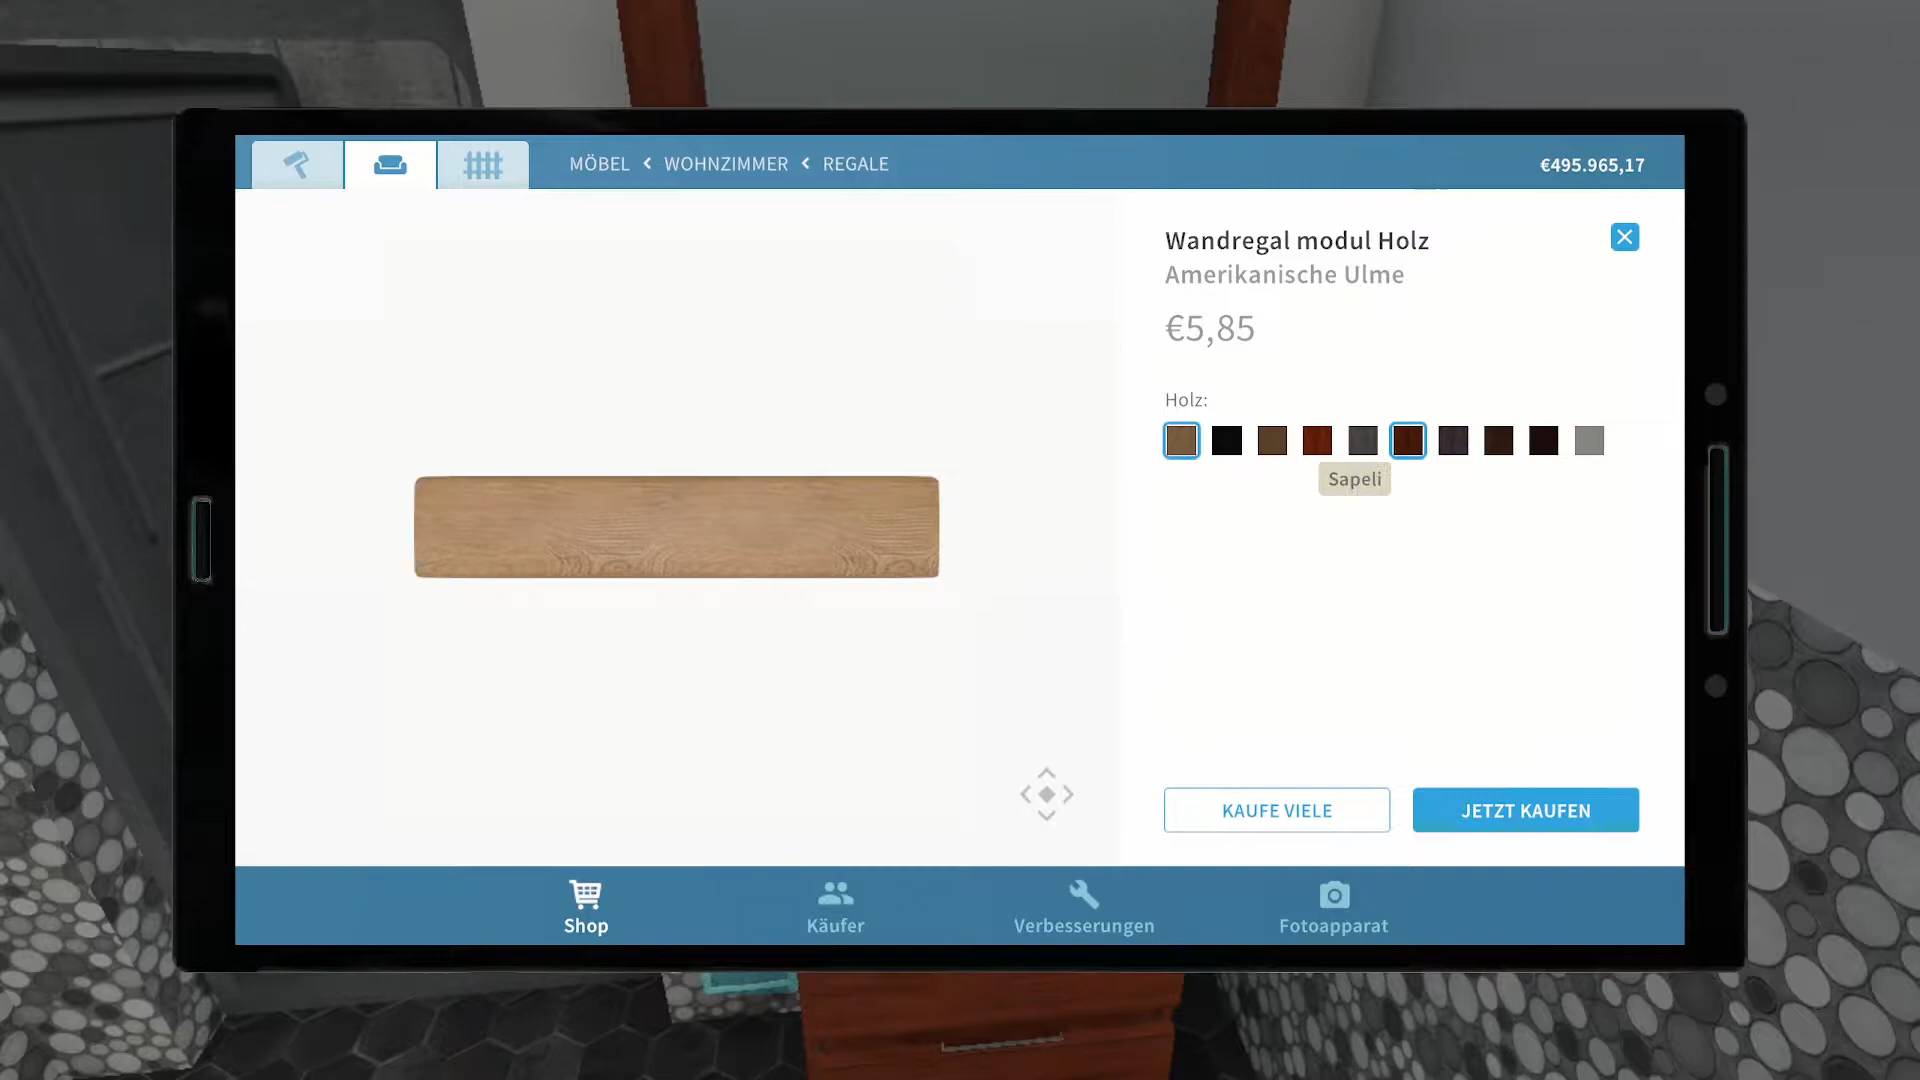 MÖBEL < WOHNZIMMER < REGALE
€495.965,17
Wandregal modul Holz
Amerikanische Ulme
€5,85
Holz:
Sapeli
KAUFE VIELE
JETZT KAUFEN
Shop
Käufer
Verbesserungen
Fotoapparat